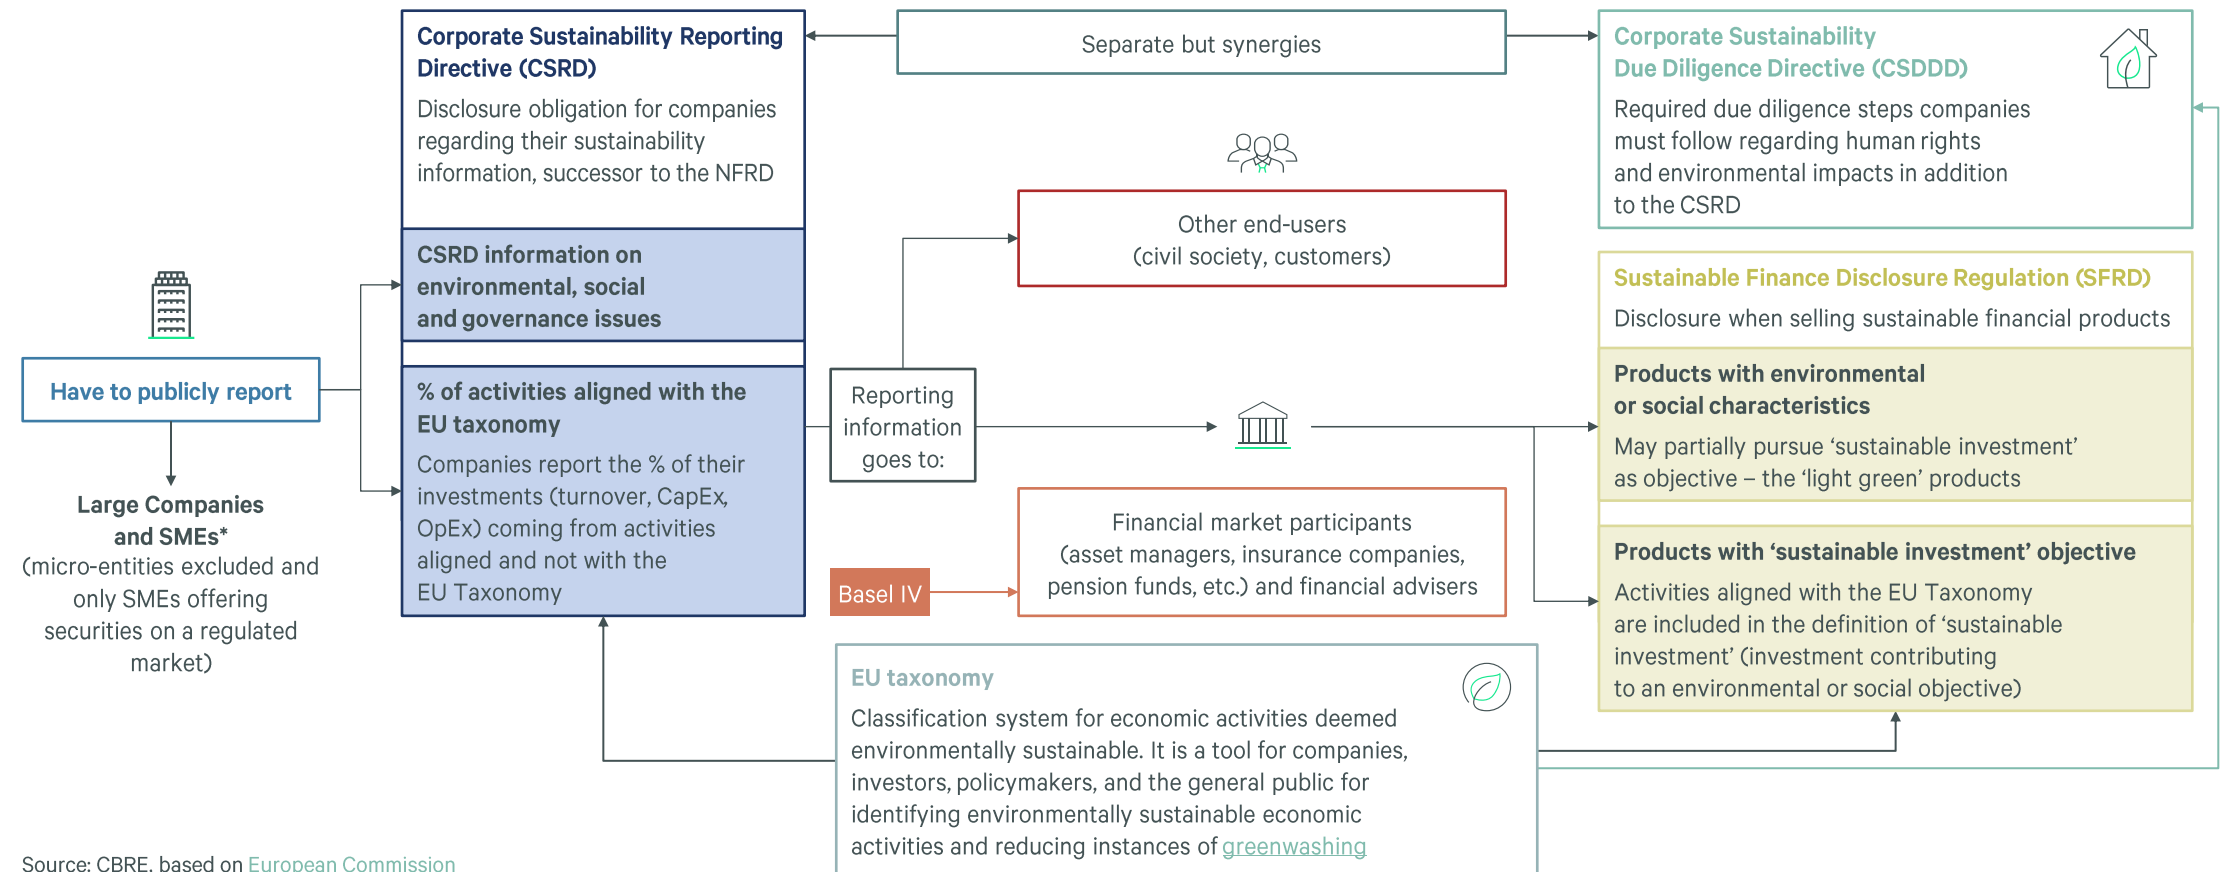 Corporate Sustainability Reporting
Directive (CSRD)
Disclosure obligation for companies
regarding their sustainability
information, successor to the NFRD
CSRD information on
environmental, social
and governance issues
% of activities aligned with the
EU taxonomy
Companies report the % of their
investments (turnover, CapEx,
OpEx) coming from activities
aligned and not with the
EU Taxonomy
Have to publicly report
Large Companies
and SMEs*
(micro-entities excluded and
only SMEs offering
securities on a regulated
market)
Separate but synergies
Other end-users
(civil society, customers)
Reporting
information
goes to:
Financial market participants
(asset managers, insurance companies,
pension funds, etc.) and financial advisers
Basel IV
EU taxonomy
Classification system for economic activities deemed
environmentally sustainable. It is a tool for companies,
investors, policymakers, and the general public for
identifying environmentally sustainable economic
activities and reducing instances of greenwashing
Corporate Sustainability
Due Diligence Directive (CSDDD)
Required due diligence steps companies
must follow regarding human rights
and environmental impacts in addition
to the CSRD
Sustainable Finance Disclosure Regulation (SFRD)
Disclosure when selling sustainable financial products
Products with environmental
or social characteristics
May partially pursue ‘sustainable investment’
as objective – the ‘light green’ products
Products with ‘sustainable investment’ objective
Activities aligned with the EU Taxonomy
are included in the definition of ‘sustainable
investment’ (investment contributing
to an environmental or social objective)
Source: CBRE, based on European Commission